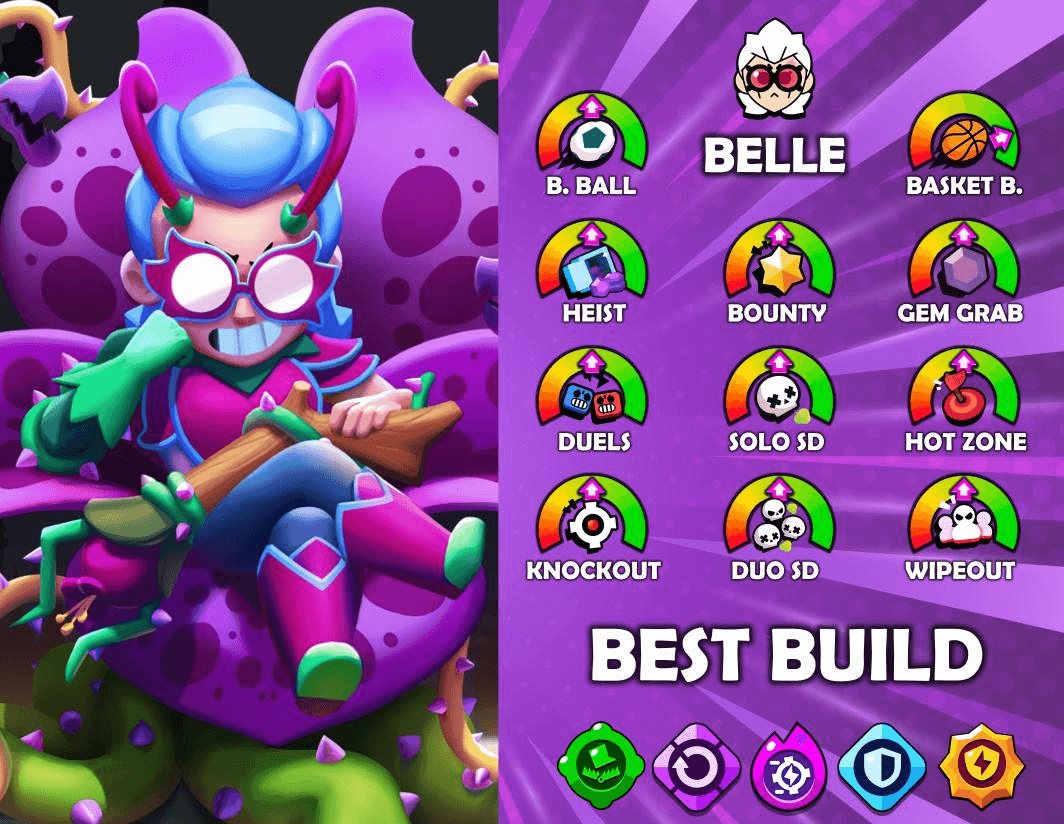 BELLE
B. BALL
BASKET B.
HEIST
BOUNTY
GEM GRAB
DUELS
SOLO SD
HOT ZONE
KNOCKOUT
DUO SD
WIPEOUT
BEST BUILD